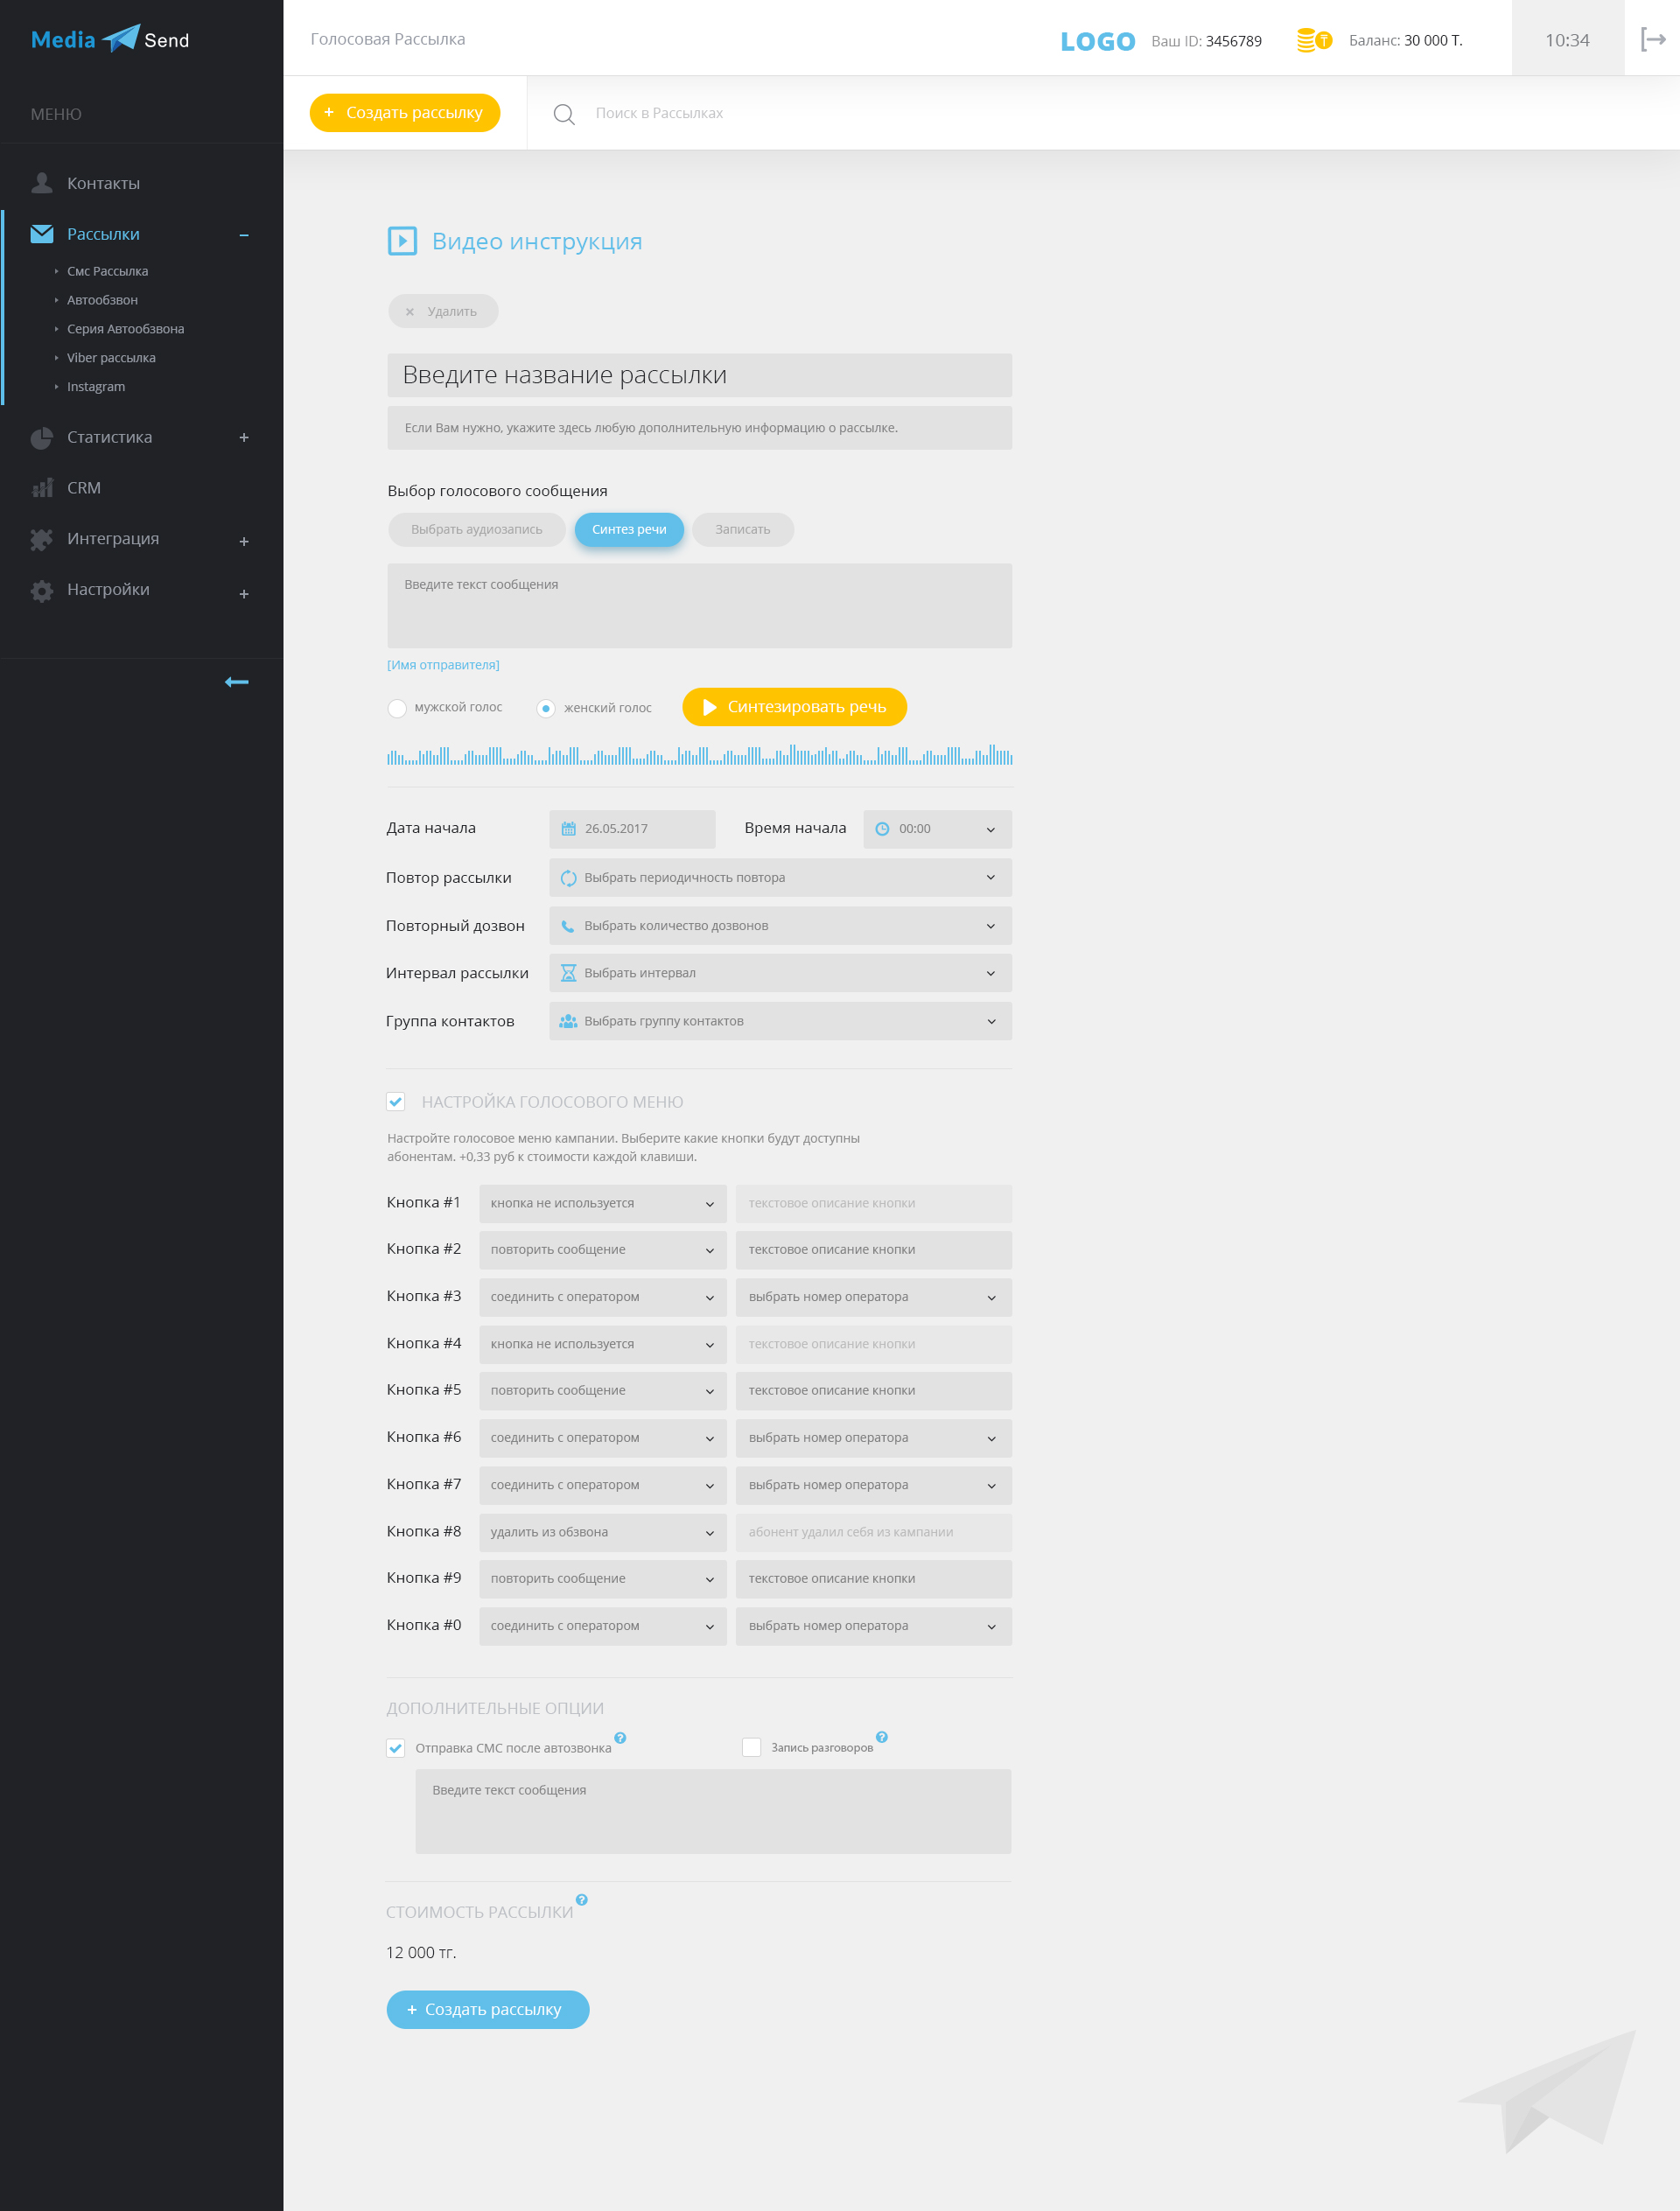 Media Send
МЕНЮ
Контакты
Рассылки
Смс Рассылка
Автообзвон
Серия Автообзвона
Viber рассылка
Instagram
Статистика
CRM
Интеграция
Настройки
Голосовая Рассылка
LOGO
Ваш ID: 3456789
Баланс: 30 000 Т.
10:34
+ Создать рассылку
Поиск в Рассылках
Видео инструкция
× Удалить
Введите название рассылки
Если Вам нужно, укажите здесь любую дополнительную информацию о рассылке.
Выбор голосового сообщения
Выбрать аудиозапись
Синтез речи
Записать
Введите текст сообщения
[Имя отправителя]
мужской голос
женский голос
Синтезировать речь
Дата начала
26.05.2017
Время начала
00:00
Повтор рассылки
Выбрать периодичность повтора
Повторный дозвон
Выбрать количество дозвонов
Интервал рассылки
Выбрать интервал
Группа контактов
Выбрать группу контактов
НАСТРОЙКА ГОЛОСОВОГО МЕНЮ
Настройте голосовое меню кампании. Выберите какие кнопки будут доступны
абонентам. +0,33 руб к стоимости каждой клавиши.
Кнопка #1 кнопка не используется текстовое описание кнопки
Кнопка #2 повторить сообщение текстовое описание кнопки
Кнопка #3 соединить с оператором выбрать номер оператора
Кнопка #4 кнопка не используется текстовое описание кнопки
Кнопка #5 повторить сообщение текстовое описание кнопки
Кнопка #6 соединить с оператором выбрать номер оператора
Кнопка #7 соединить с оператором выбрать номер оператора
Кнопка #8 удалить из обзвона абонент удалил себя из кампании
Кнопка #9 повторить сообщение текстовое описание кнопки
Кнопка #0 соединить с оператором выбрать номер оператора
ДОПОЛНИТЕЛЬНЫЕ ОПЦИИ
Отправка СМС после автозвонка ?
Запись разговоров ?
Введите текст сообщения
СТОИМОСТЬ РАССЫЛКИ ?
12 000 тг.
+ Создать рассылку